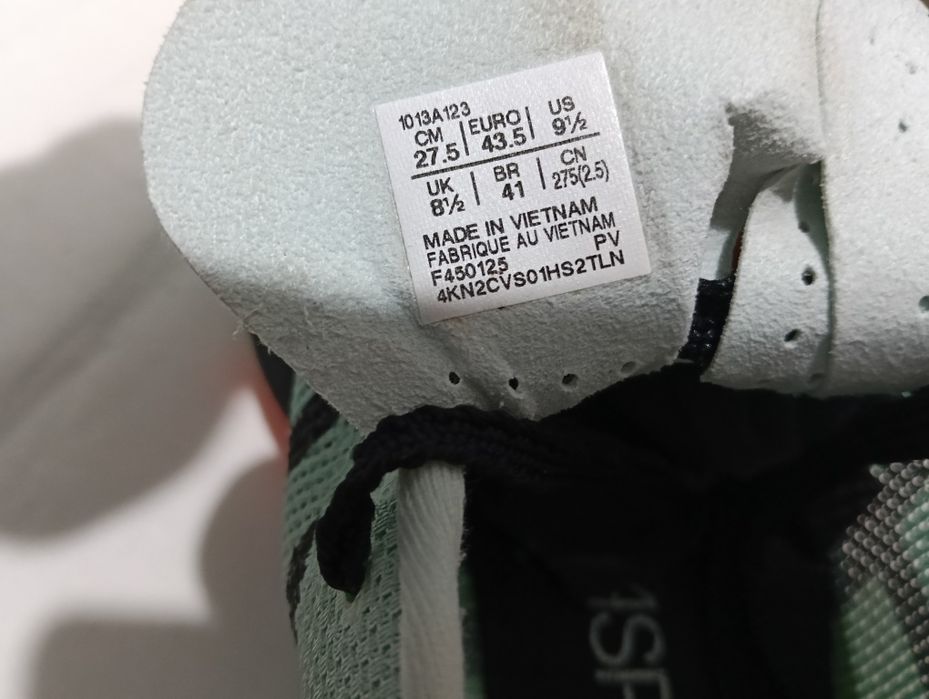 1013A123
CM | EURO | US
27.5 | 43.5 | 9½
UK | BR | CN
8½ | 41 | 275(2.5)
MADE IN VIETNAM
FABRIQUE AU VIETNAM
F450125 PV
4KN2CVS01HS2TLN